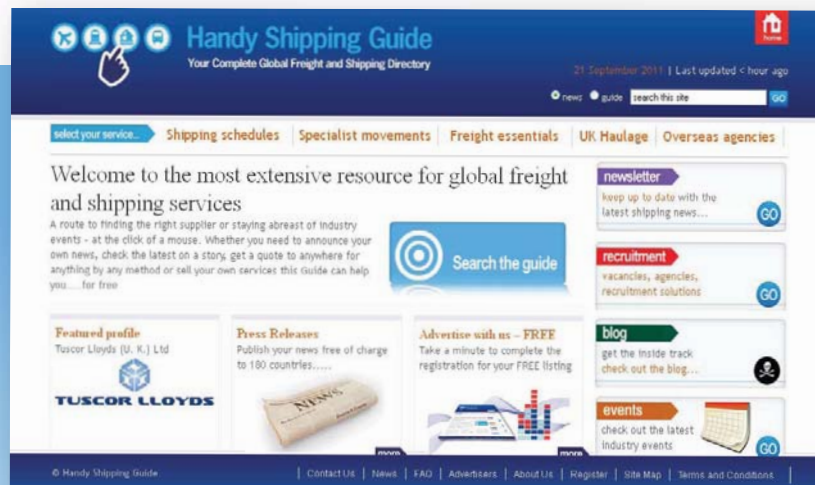 Handy Shipping Guide
Your Complete Global Freight and Shipping Directory
home
21 September 2011 | Last updated < hour ago
news guide search this site GO
select your service... Shipping schedules | Specialist movements | Freight essentials | UK Haulage | Overseas agencies
Welcome to the most extensive resource for global freight
and shipping services
A route to finding the right supplier or staying abreast of industry
events - at the click of a mouse. Whether you need to announce your
own news, check the latest on a story, get a quote to anywhere for
anything by any method or sell your own services this Guide can help
you.....for free
Search the guide
newsletter
keep up to date with the
latest shipping news...
GO
recruitment
vacancies, agencies,
recruitment solutions
GO
blog
get the inside track
check out the blog...
events
check out the latest
industry events
GO
Featured profile
Tuscor Lloyds (U. K.) Ltd
TUSCOR LLOYDS
Press Releases
Publish your news free of charge
to 180 countries.....
NEWS
more
Advertise with us – FREE
Take a minute to complete the
registration for your FREE listing
more
© Handy Shipping Guide
| Contact Us | News | FAQ | Advertisers | About Us | Register | Site Map | Terms and Conditions |